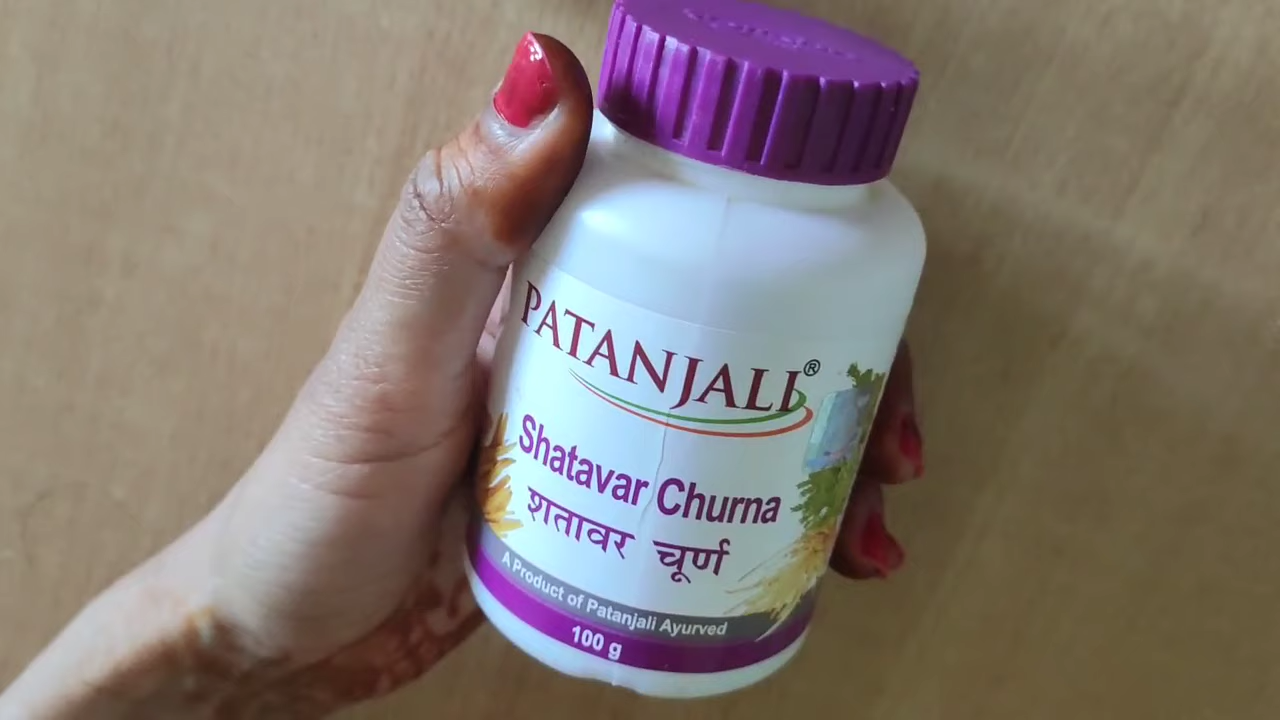 PATANJALI®
Shatavar Churna
शतावर चूर्ण
A Product of Patanjali Ayurved
100 g